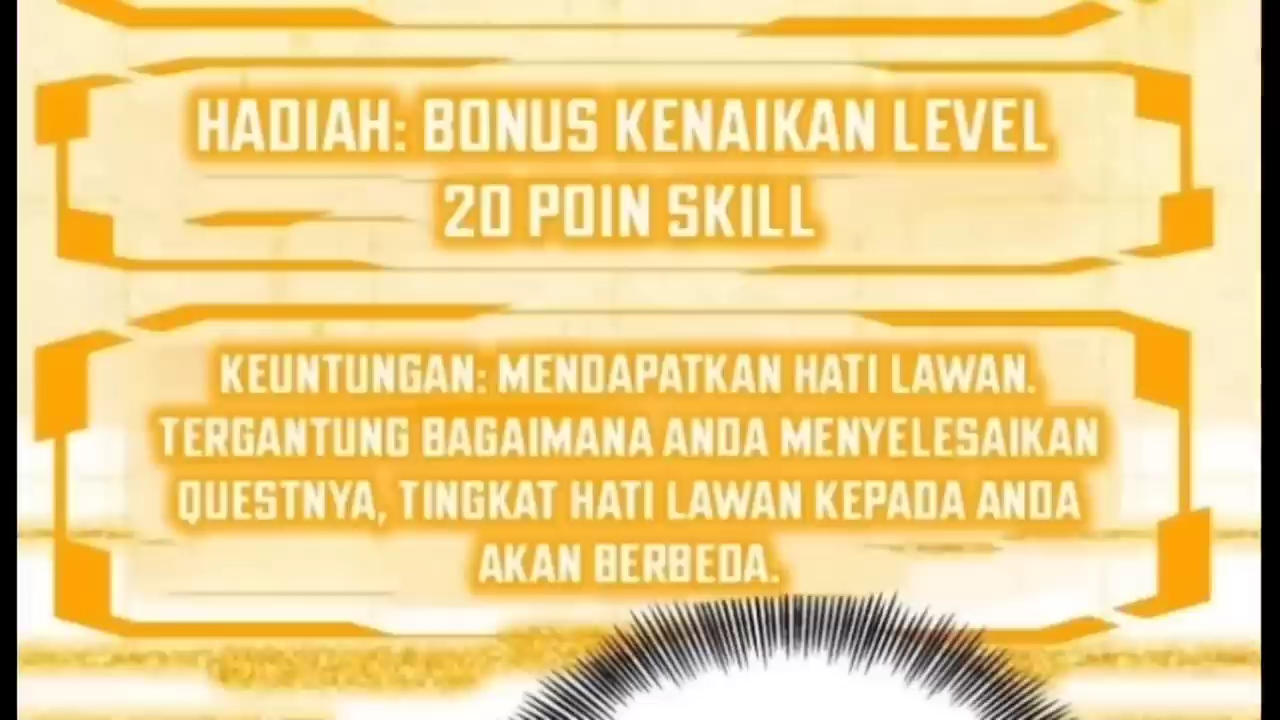 HADIAH: BONUS KENAIKAN LEVEL
20 POIN SKILL
KEUNTUNGAN: MENDAPATKAN HATI LAWAN.
TERGANTUNG BAGAIMANA ANDA MENYELESAIKAN
QUESTNYA, TINGKAT HATI LAWAN KEPADA ANDA
AKAN BERBEDA.